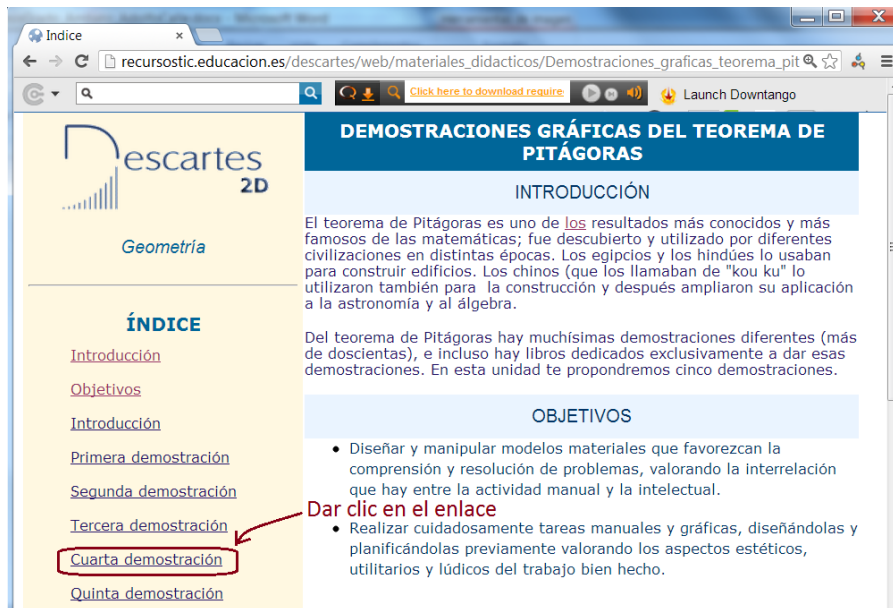 Indice
recursostic.educacion.es/descartes/web/materiales_didacticos/Demostraciones_graficas_teorema_pit
Click here to download require
Launch Downtango
Descartes
2D
Geometría
ÍNDICE
Introducción
Objetivos
Introducción
Primera demostración
Segunda demostración
Tercera demostración
Cuarta demostración
Quinta demostración
DEMOSTRACIONES GRÁFICAS DEL TEOREMA DE
PITÁGORAS
INTRODUCCIÓN
El teorema de Pitágoras es uno de los resultados más conocidos y más
famosos de las matemáticas; fue descubierto y utilizado por diferentes
civilizaciones en distintas épocas. Los egipcios y los hindúes lo usaban
para construir edificios. Los chinos (que los llamaban de "kou ku" lo
utilizaron también para la construcción y después ampliaron su aplicación
a la astronomía y al álgebra.
Del teorema de Pitágoras hay muchísimas demostraciones diferentes (más
de doscientas), e incluso hay libros dedicados exclusivamente a dar esas
demostraciones. En esta unidad te propondremos cinco demostraciones.
OBJETIVOS
Diseñar y manipular modelos materiales que favorezcan la
comprensión y resolución de problemas, valorando la interrelación
que hay entre la actividad manual y la intelectual.
Dar clic en el enlace
Realizar cuidadosamente tareas manuales y gráficas, diseñándolas y
planificándolas previamente valorando los aspectos estéticos,
utilitarios y lúdicos del trabajo bien hecho.